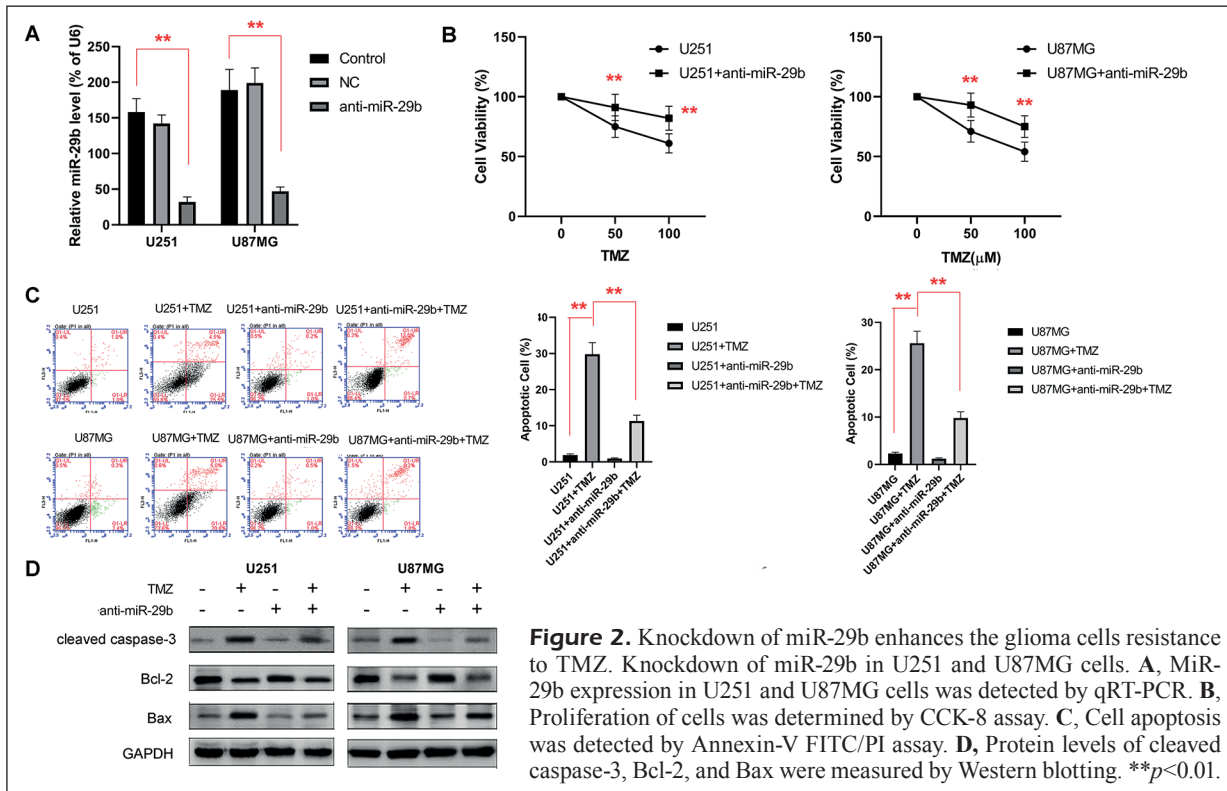 A
**
**
Relative miR-29b level (% of U6)
250
200
150
100
50
0
Control
NC
anti-miR-29b
U251
U87MG
B
Cell Viability (%)
150
100
50
0
U251
U251+anti-miR-29b
**
**
0
50
100
TMZ
Cell Viability (%)
150
100
50
0
U87MG
U87MG+anti-miR-29b
**
**
0
50
100
TMZ(μM)
C
U251
U251+TMZ
U251+anti-miR-29b
U251+anti-miR-29b+TMZ
U87MG
U87MG+TMZ
U87MG+anti-miR-29b
U87MG+anti-miR-29b+TMZ
Apoptotic Cell (%)
40
30
20
10
0
**
**
U251
U251+TMZ
U251+anti-miR-29b
U251+anti-miR-29b+TMZ
U251
U251+TMZ
U251+anti-miR-29b
U251+anti-miR-29b+TMZ
Apoptotic Cell (%)
30
20
10
0
**
**
U87MG
U87MG+TMZ
U87MG+anti-miR-29b
U87MG+anti-miR-29b+TMZ
U87MG
U87MG+TMZ
U87MG+anti-miR-29b
U87MG+anti-miR-29b+TMZ
D
U251
U87MG
TMZ - + - + - + - +
anti-miR-29b - - + + - - + +
cleaved caspase-3
Bcl-2
Bax
GAPDH
Figure 2. Knockdown of miR-29b enhances the glioma cells resistance
to TMZ. Knockdown of miR-29b in U251 and U87MG cells. A, MiR-
29b expression in U251 and U87MG cells was detected by qRT-PCR. B,
Proliferation of cells was determined by CCK-8 assay. C, Cell apoptosis
was detected by Annexin-V FITC/PI assay. D, Protein levels of cleaved
caspase-3, Bcl-2, and Bax were measured by Western blotting. **p<0.01.